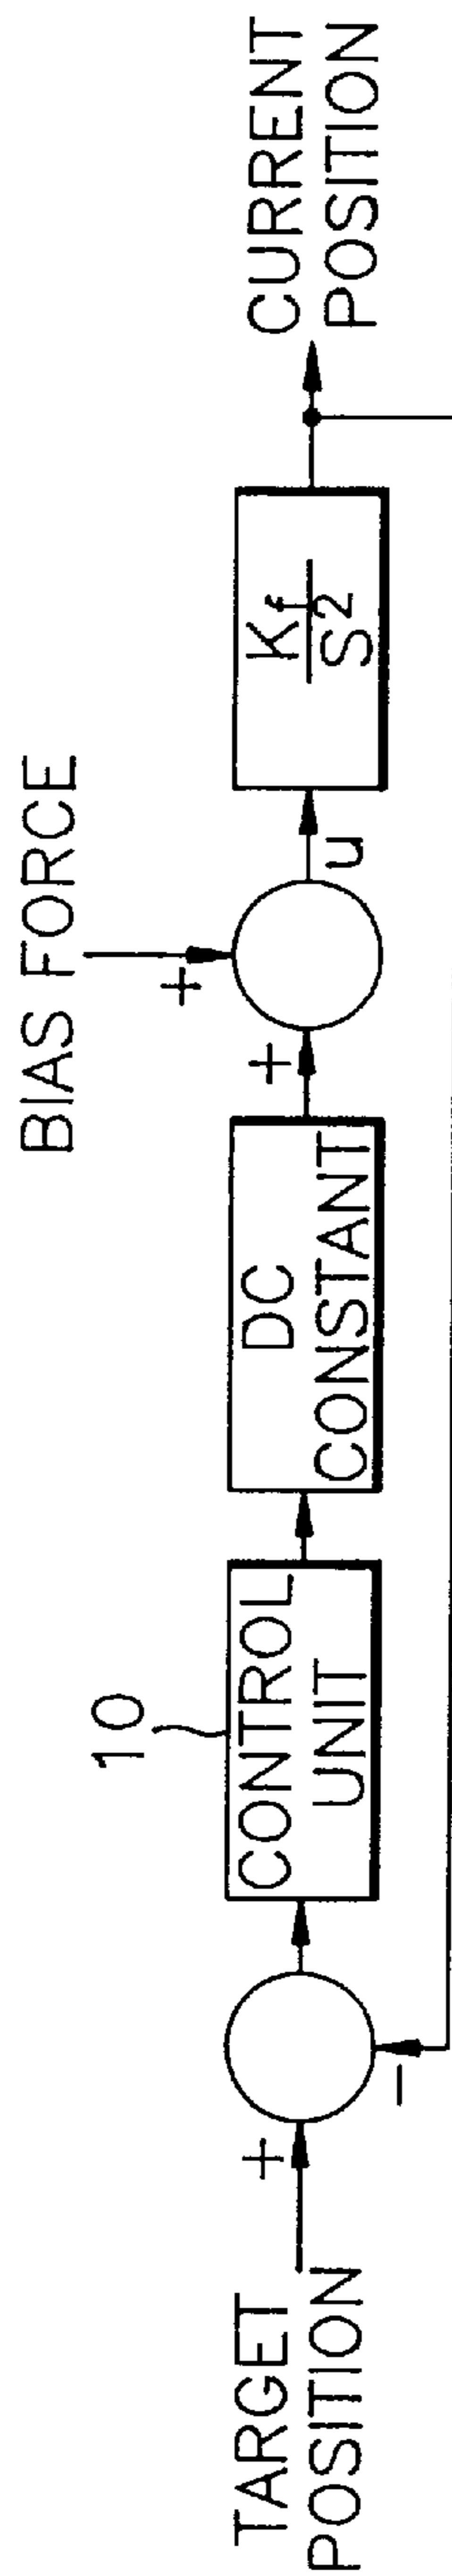 TARGET
POSITION
+
-
10
CONTROL
UNIT
DC
CONSTANT
+
BIAS FORCE
+
u
Kf
S2
CURRENT
POSITION